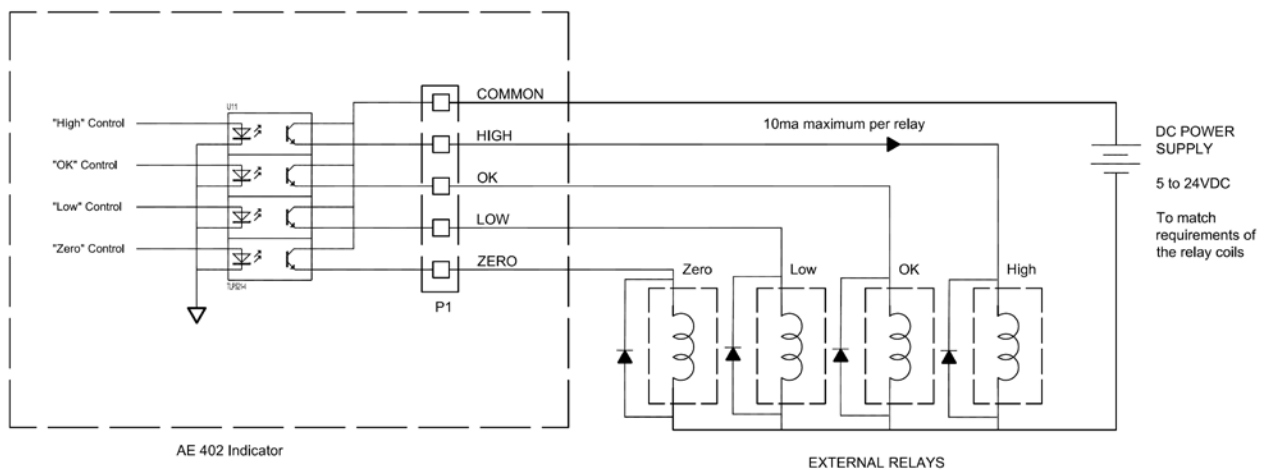 U11
"High" Control
"OK" Control
"Low" Control
"Zero" Control
COMMON
HIGH
OK
LOW
ZERO
P1
10ma maximum per relay
DC POWER
SUPPLY
5 to 24VDC
To match
requirements of
the relay coils
Zero
Low
OK
High
AE 402 Indicator
EXTERNAL RELAYS